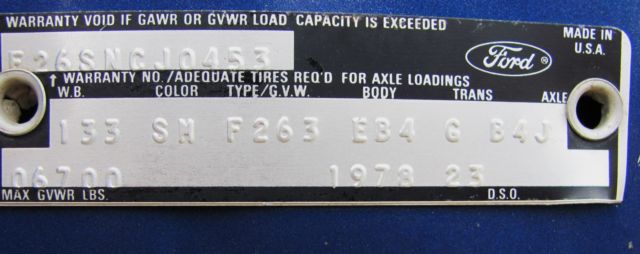 WARRANTY VOID IF GAWR OR GVWR LOAD CAPACITY IS EXCEEDED
F26SNCJ0453
Ford ®
MADE IN
U.S.A.
↑ WARRANTY NO./ADEQUATE TIRES REQ'D FOR AXLE LOADINGS
W.B. COLOR TYPE/G.V.W. BODY TRANS AXLE
133 SM F263 EB4 G B4J
06700 1978 23
MAX GVWR LBS. D.S.O.